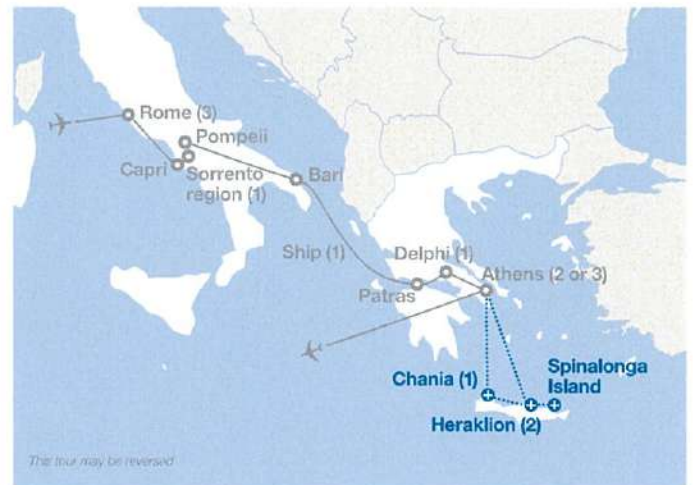 Rome (3)
Pompeii
Capri
Sorrento
region (1)
Bari
Ship (1)
Delphi (1)
Athens (2 or 3)
Patras
Chania (1)
Spinalonga
Island
Heraklion (2)
This tour may be reversed